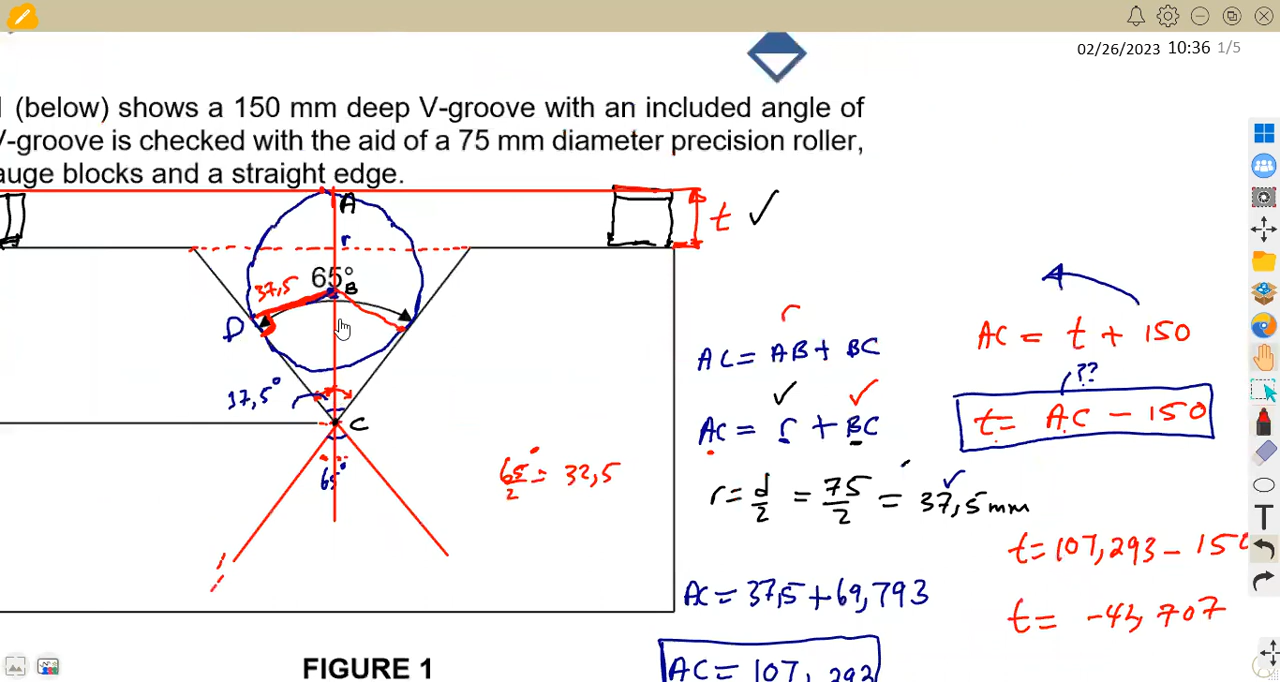 02/26/2023 10:36 1/5
(below) shows a 150 mm deep V-groove with an included angle of
V-groove is checked with the aid of a 75 mm diameter precision roller,
auge blocks and a straight edge.
A
r
t ✓
65°
B
37,5
D
37,5°
C
65°
65°/2 = 32,5
r
AC = AB + BC
AC = r + BC
r = d/2 = 75/2 = 37,5 mm
AC = 37,5 + 69,793
AC = 107,293
AC = t + 150
??
t = AC - 150
t = 107,293 - 150
t = -42,707
T
FIGURE 1